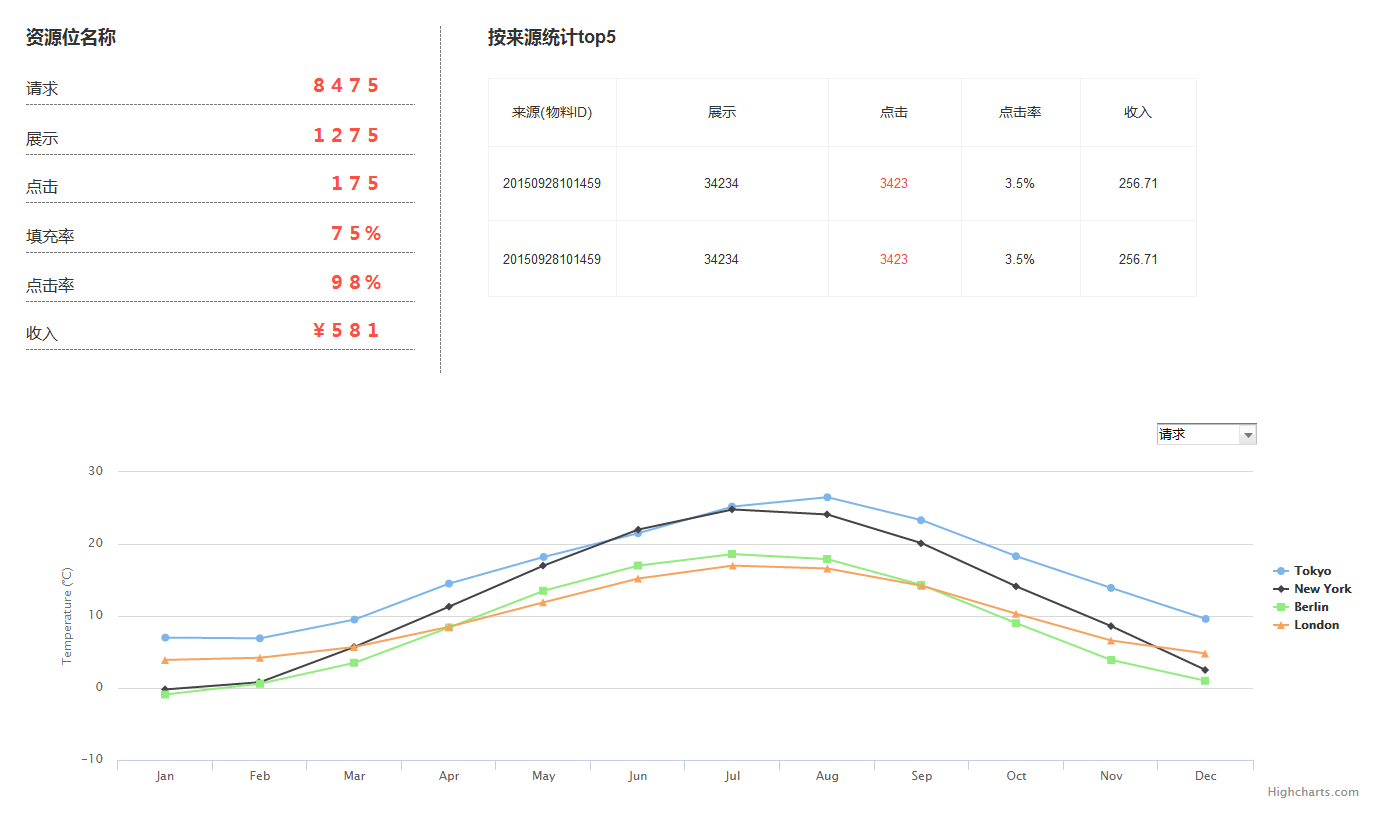 资源位名称
请求 8475
展示 1275
点击 175
填充率 75%
点击率 98%
收入 ¥581
按来源统计top5
来源(物料ID) 展示 点击 点击率 收入
20150928101459 34234 3423 3.5% 256.71
20150928101459 34234 3423 3.5% 256.71
请求
30
20
10
0
-10
Temperature (°C)
Jan Feb Mar Apr May Jun Jul Aug Sep Oct Nov Dec
Tokyo
New York
Berlin
London
Highcharts.com